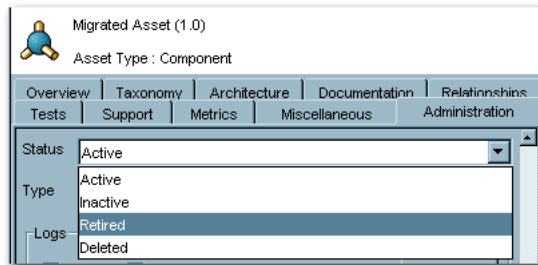 Migrated Asset (1.0)
Asset Type : Component
Overview Taxonomy Architecture Documentation Relationships
Tests Support Metrics Miscellaneous Administration
Status Active
Active
Type
Inactive
Logs Retired
Deleted